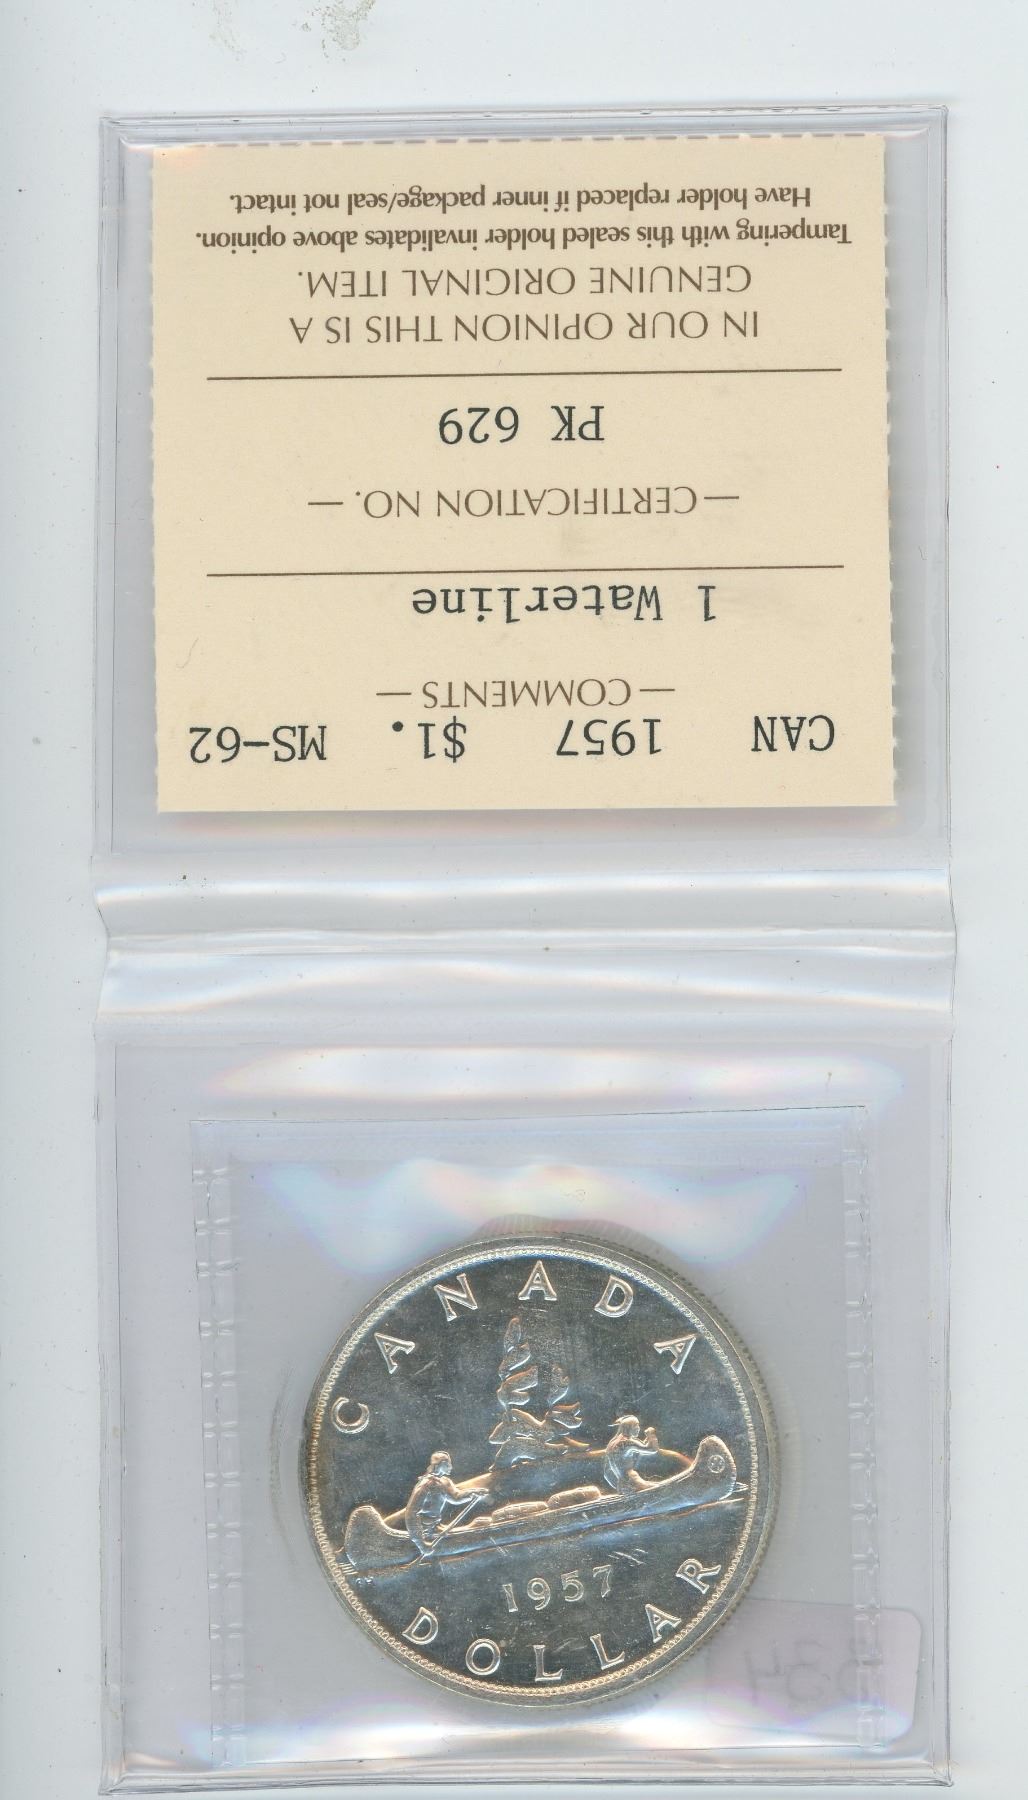 CAN 1957 $1. MS-62
— COMMENTS —
1 Waterline
— CERTIFICATION NO. —
PK 629
IN OUR OPINION THIS IS A
GENUINE ORIGINAL ITEM.
Tampering with this sealed holder invalidates above opinion.
Have holder replaced if inner package/seal not intact.
CANADA
1957
DOLLAR